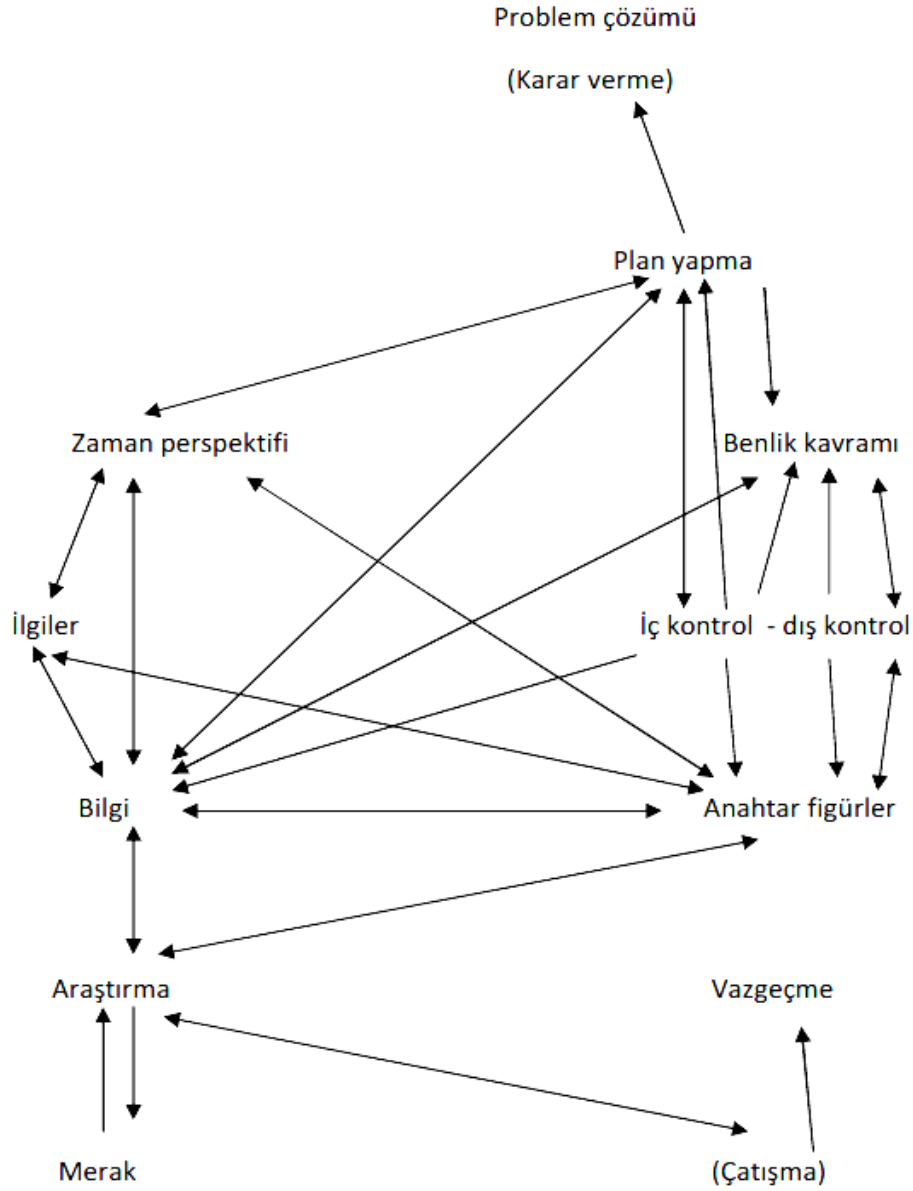 Problem çözümü
(Karar verme)
Plan yapma
Zaman perspektifi
Benlik kavramı
İlgiler
İç kontrol - dış kontrol
Bilgi
Anahtar figürler
Araştırma
Vazgeçme
Merak
(Çatışma)